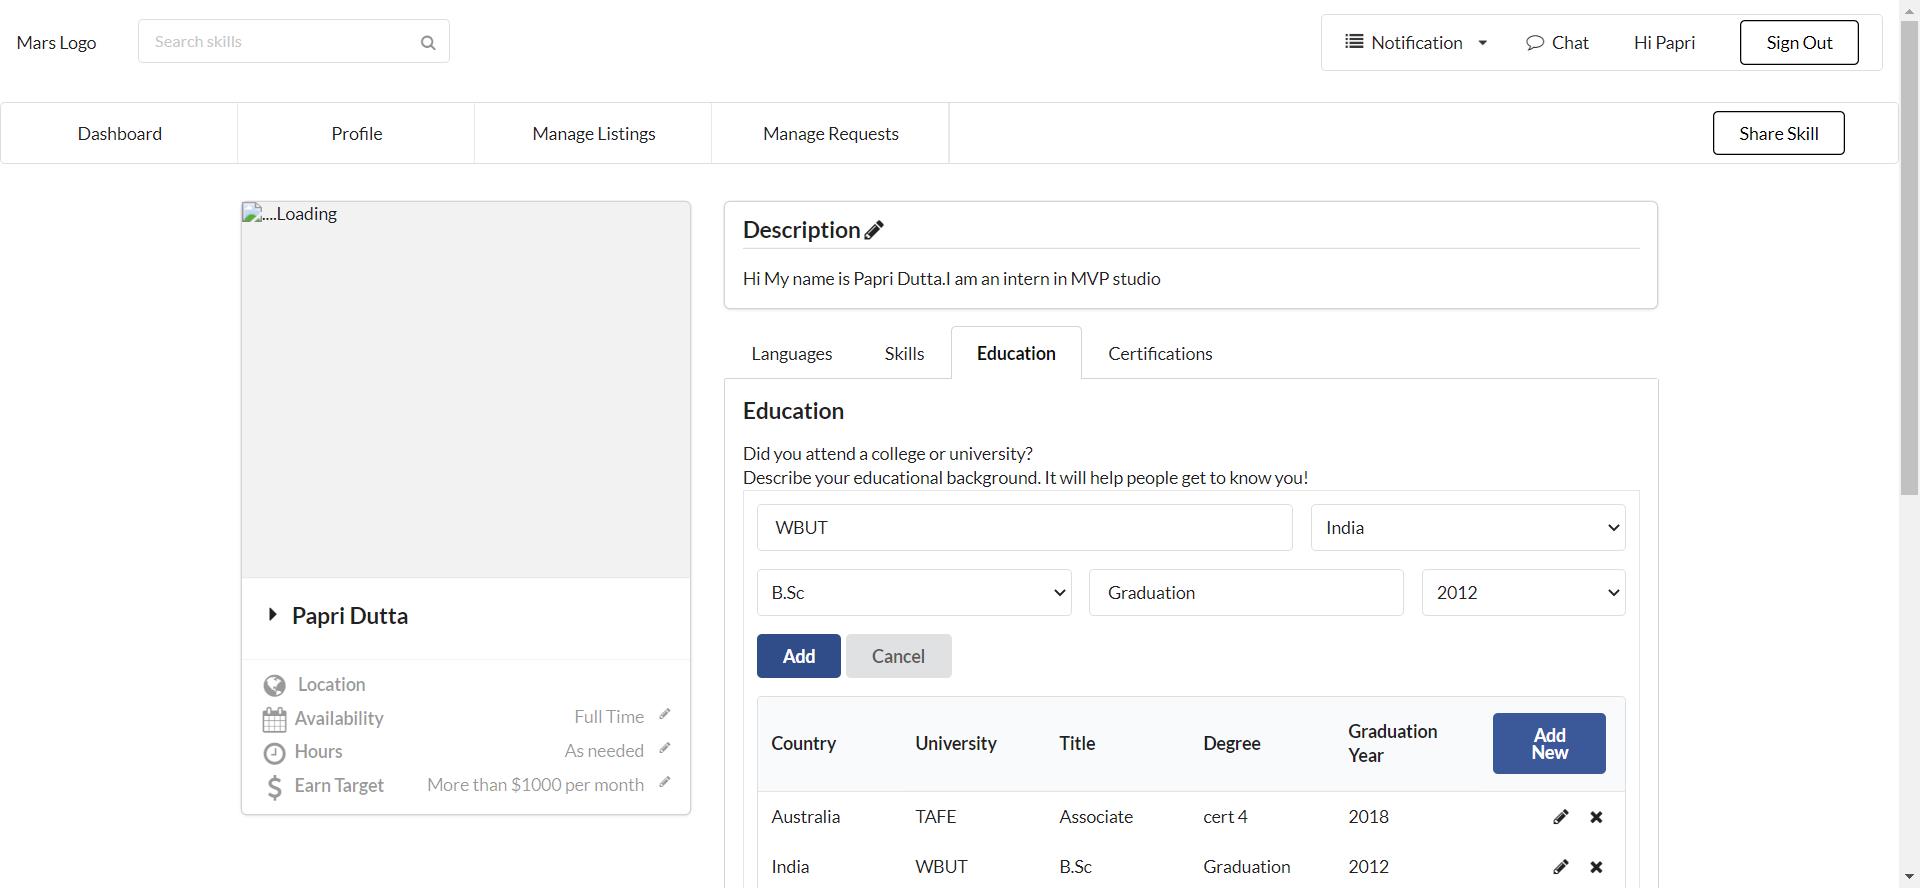 Mars Logo
Search skills
Notification
Chat
Hi Papri
Sign Out
Dashboard
Profile
Manage Listings
Manage Requests
Share Skill
....Loading
Papri Dutta
Location
Availability
Full Time
Hours
As needed
Earn Target
More than $1000 per month
Description
Hi My name is Papri Dutta.I am an intern in MVP studio
Languages
Skills
Education
Certifications
Education
Did you attend a college or university?
Describe your educational background. It will help people get to know you!
WBUT
India
B.Sc
Graduation
2012
Add
Cancel
Country
University
Title
Degree
Graduation
Year
Add
New
Australia
TAFE
Associate
cert 4
2018
India
WBUT
B.Sc
Graduation
2012